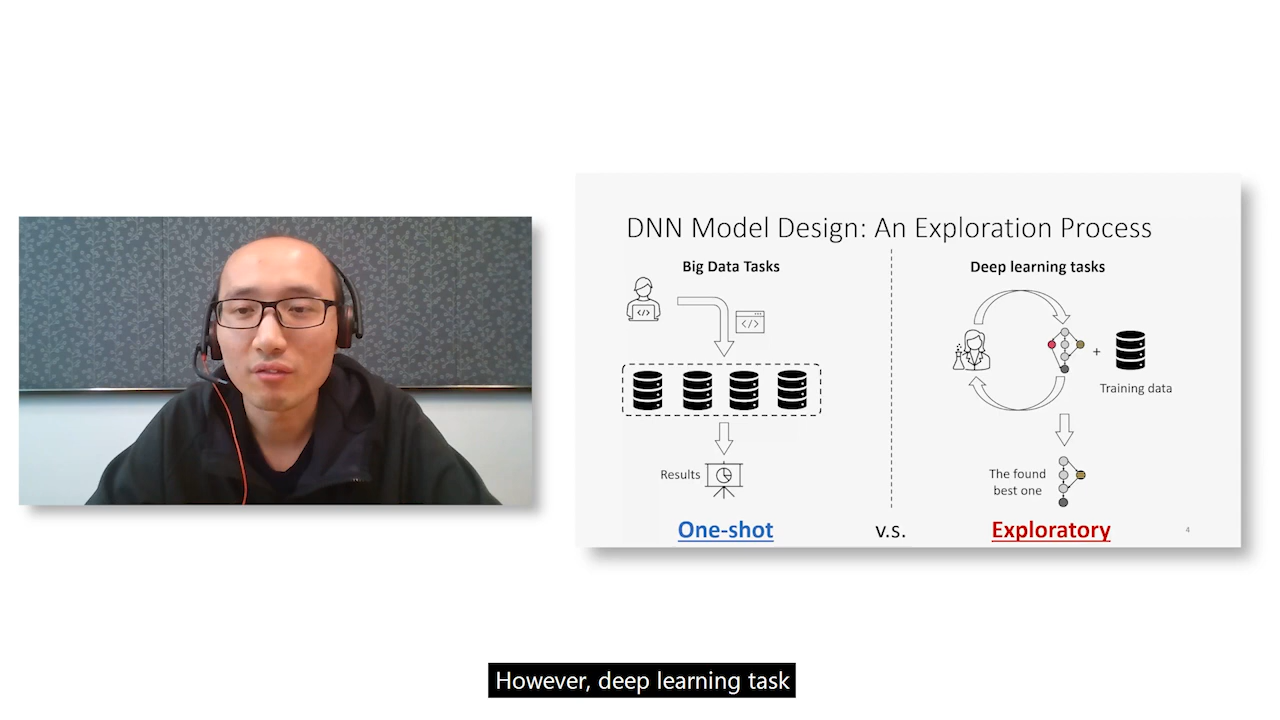 DNN Model Design: An Exploration Process
Big Data Tasks
</>
</>
Results
One-shot
v.s.
Deep learning tasks
+
Training data
The found
best one
Exploratory
4
However, deep learning task